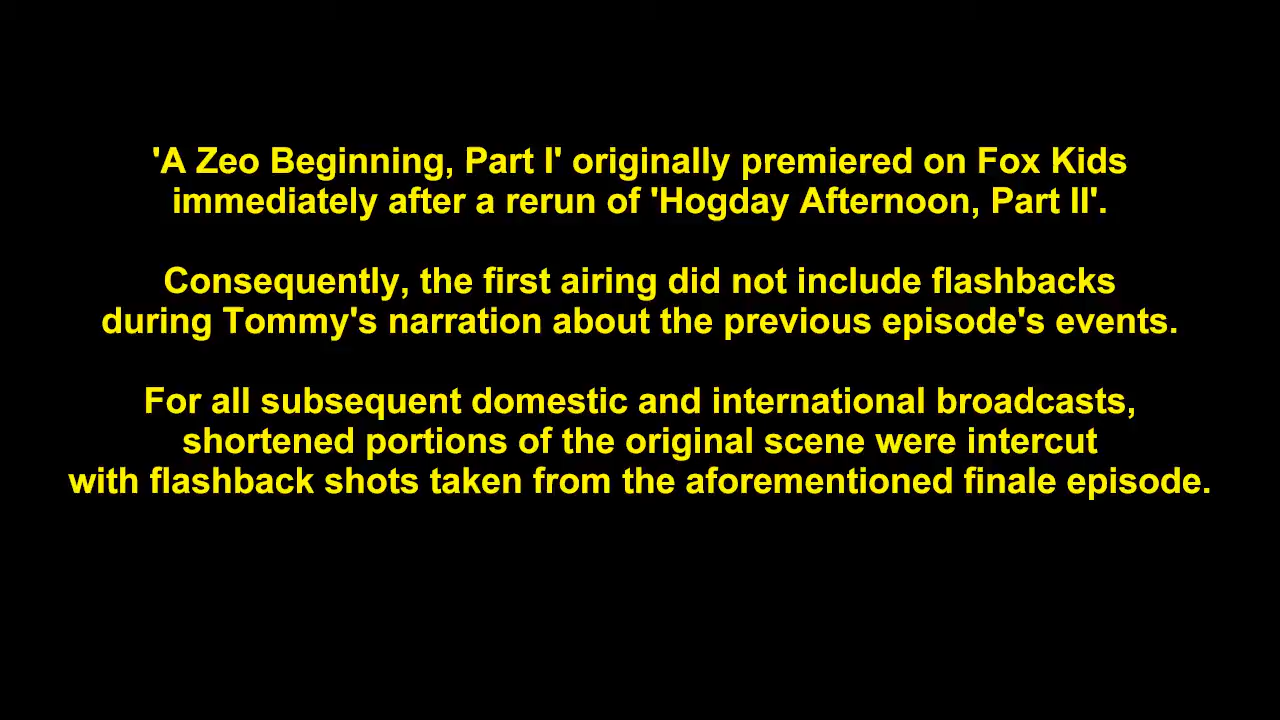 'A Zeo Beginning, Part I' originally premiered on Fox Kids
immediately after a rerun of 'Hogday Afternoon, Part II'.
Consequently, the first airing did not include flashbacks
during Tommy's narration about the previous episode's events.
For all subsequent domestic and international broadcasts,
shortened portions of the original scene were intercut
with flashback shots taken from the aforementioned finale episode.